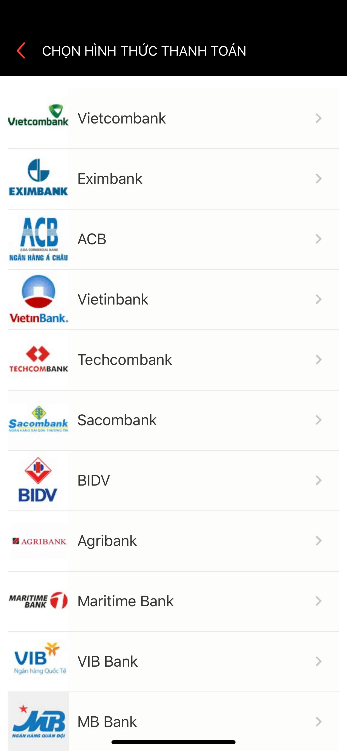 CHỌN HÌNH THỨC THANH TOÁN
Vietcombank Vietcombank
EXIMBANK Eximbank
ACB ACB
NGÂN HÀNG Á CHÂU
VietinBank. Vietinbank
TECHCOMBANK Techcombank
Sacombank Sacombank
BIDV BIDV
AGRIBANK Agribank
MARITIME BANK Maritime Bank
VIB VIB Bank
Ngân hàng Quốc Tế
MB MB Bank
NGÂN HÀNG QUÂN ĐỘI